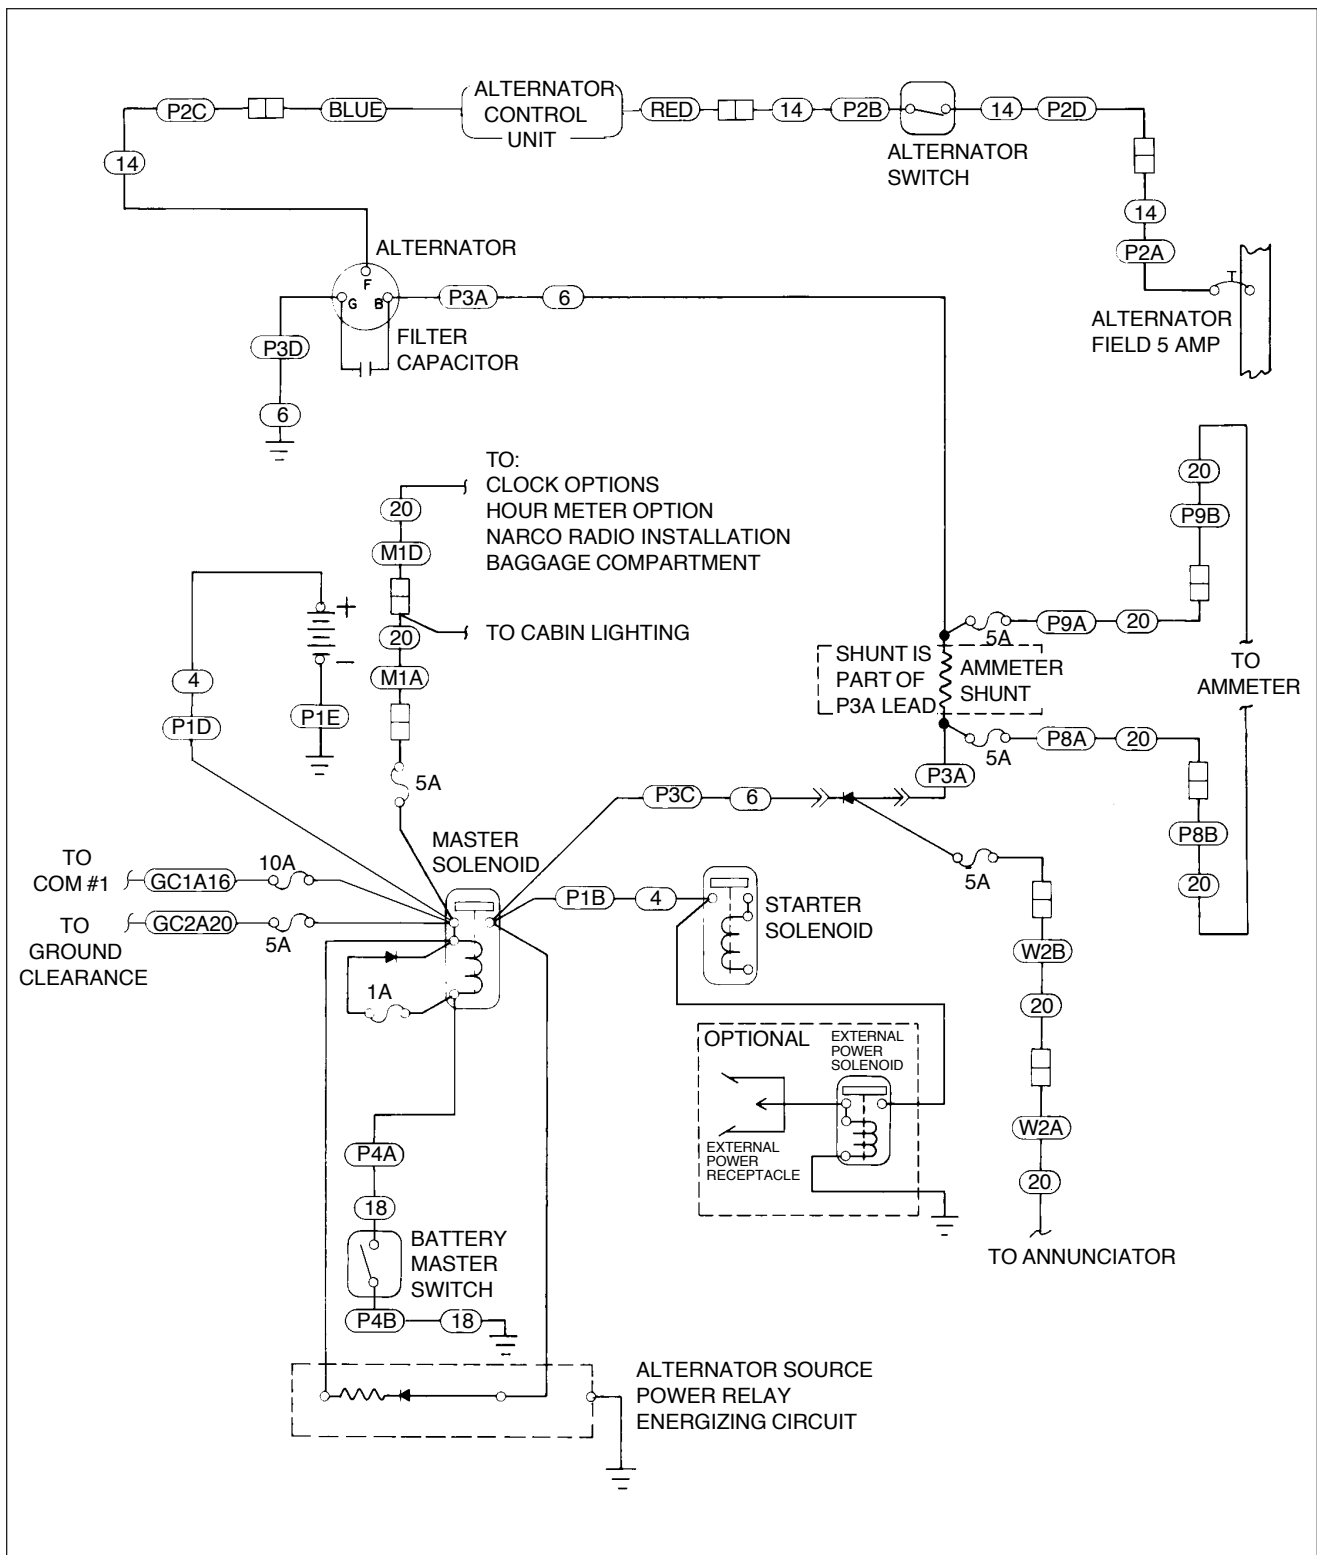 ALTERNATOR
CONTROL
UNIT
P2C
BLUE
RED
14
P2B
14
P2D
ALTERNATOR
SWITCH
14
14
P2A
ALTERNATOR
FIELD 5 AMP
ALTERNATOR
F
G
B
P3A
6
P3D
FILTER
CAPACITOR
6
TO:
CLOCK OPTIONS
HOUR METER OPTION
NARCO RADIO INSTALLATION
BAGGAGE COMPARTMENT
20
M1D
TO CABIN LIGHTING
20
M1A
+
−
4
P1D
P1E
5A
20
P9B
5A
P9A
20
SHUNT IS
PART OF
P3A LEAD
AMMETER
SHUNT
TO
AMMETER
5A
P8A
20
P3A
P3C
6
P8B
20
MASTER
SOLENOID
TO
COM #1
GC1A16
10A
TO
GROUND
CLEARANCE
GC2A20
5A
1A
P1B
4
STARTER
SOLENOID
5A
W2B
20
W2A
20
TO ANNUNCIATOR
OPTIONAL
EXTERNAL
POWER
SOLENOID
EXTERNAL
POWER
RECEPTACLE
P4A
18
BATTERY
MASTER
SWITCH
P4B
18
ALTERNATOR SOURCE
POWER RELAY
ENERGIZING CIRCUIT